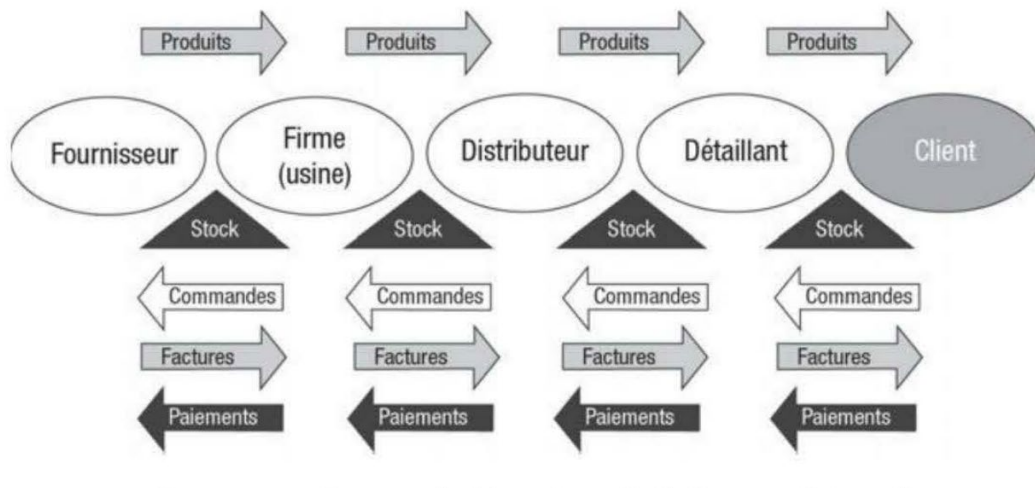 Produits Produits Produits Produits
Fournisseur Firme (usine) Distributeur Détaillant Client
Stock Stock Stock Stock
Commandes Commandes Commandes Commandes
Factures Factures Factures Factures
Paiements Paiements Paiements Paiements